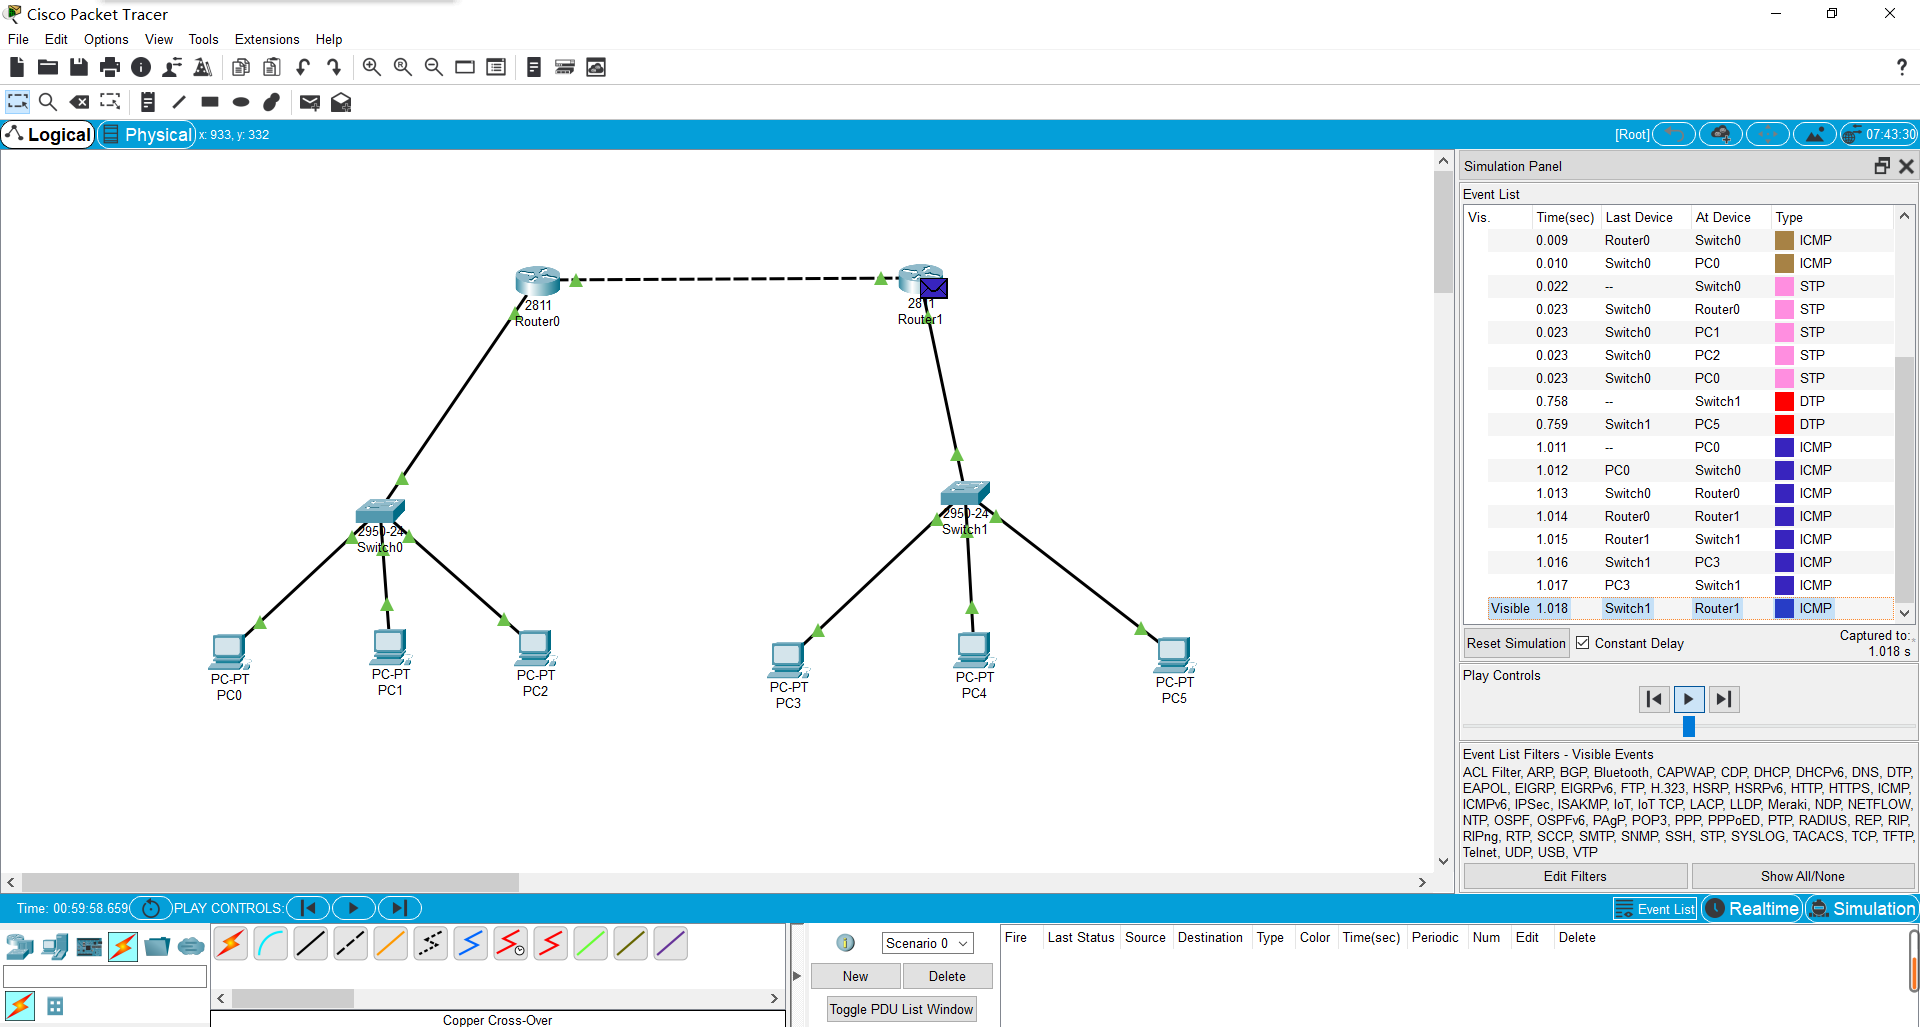 Cisco Packet Tracer
File Edit Options View Tools Extensions Help
Logical Physical x: 933, y: 332 [Root] 07:43:30
2811
Router0
2811
Router1
2950-24
Switch0
2950-24
Switch1
PC-PT
PC0
PC-PT
PC1
PC-PT
PC2
PC-PT
PC3
PC-PT
PC4
PC-PT
PC5
Simulation Panel
Event List
Vis. Time(sec) Last Device At Device Type
0.009 Router0 Switch0 ICMP
0.010 Switch0 PC0 ICMP
0.022 -- Switch0 STP
0.023 Switch0 Router0 STP
0.023 Switch0 PC1 STP
0.023 Switch0 PC2 STP
0.023 Switch0 PC0 STP
0.758 -- Switch1 DTP
0.759 Switch1 PC5 DTP
1.011 -- PC0 ICMP
1.012 PC0 Switch0 ICMP
1.013 Switch0 Router0 ICMP
1.014 Router0 Router1 ICMP
1.015 Router1 Switch1 ICMP
1.016 Switch1 PC3 ICMP
1.017 PC3 Switch1 ICMP
Visible 1.018 Switch1 Router1 ICMP
Reset Simulation Constant Delay Captured to:
1.018 s
Play Controls
Event List Filters - Visible Events
ACL Filter, ARP, BGP, Bluetooth, CAPWAP, CDP, DHCP, DHCPv6, DNS, DTP,
EAPOL, EIGRP, EIGRPv6, FTP, H.323, HSRP, HSRPv6, HTTP, HTTPS, ICMP,
ICMPv6, IPSec, ISAKMP, IoT, IoT TCP, LACP, LLDP, Meraki, NDP, NETFLOW,
NTP, OSPF, OSPFv6, PAgP, POP3, PPP, PPPoED, PTP, RADIUS, REP, RIP,
RIPng, RTP, SCCP, SMTP, SNMP, SSH, STP, SYSLOG, TACACS, TCP, TFTP,
Telnet, UDP, USB, VTP
Edit Filters Show All/None
Time: 00:59:58.659 PLAY CONTROLS: Event List Realtime Simulation
Scenario 0
New Delete
Toggle PDU List Window
Fire Last Status Source Destination Type Color Time(sec) Periodic Num Edit Delete
Copper Cross-Over